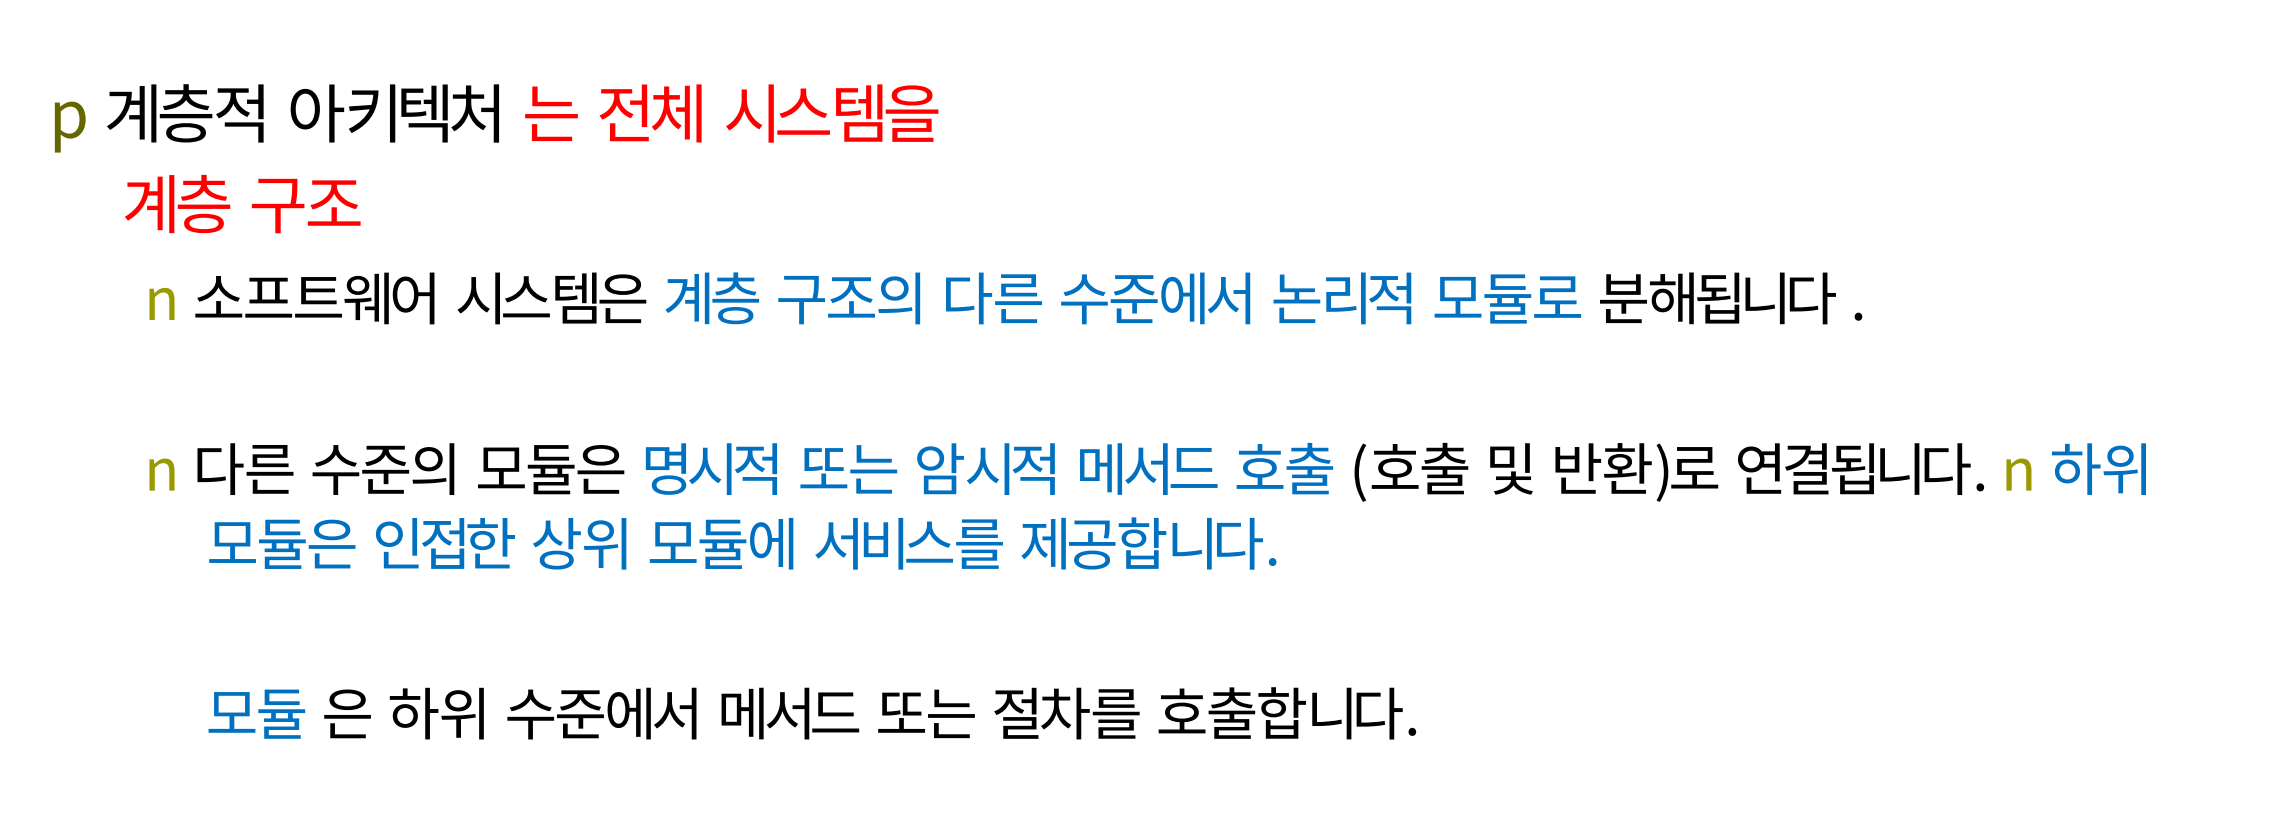 p 계층적 아키텍처 는 전체 시스템을
계층 구조
n 소프트웨어 시스템은 계층 구조의 다른 수준에서 논리적 모듈로 분해됩니다 .
n 다른 수준의 모듈은 명시적 또는 암시적 메서드 호출 (호출 및 반환)로 연결됩니다. n 하위
모듈은 인접한 상위 모듈에 서비스를 제공합니다.
모듈 은 하위 수준에서 메서드 또는 절차를 호출합니다.